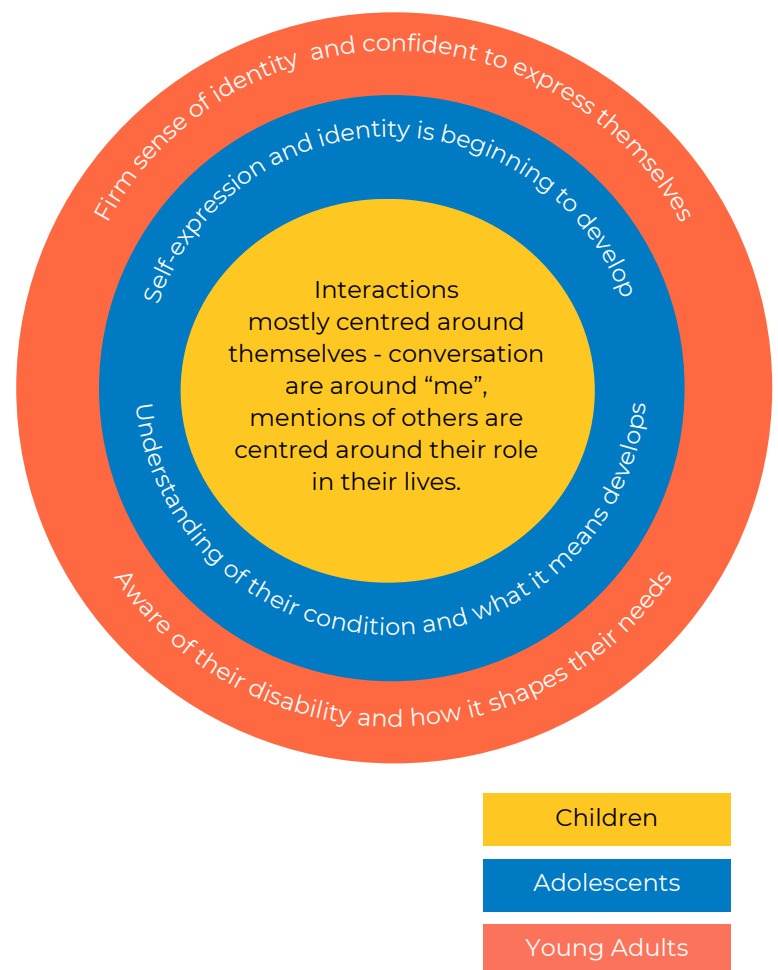 Firm sense of identity  and confident to express themselves
Self-expression and identity is beginning to develop
Interactions
mostly centred around
themselves - conversation
are around “me”,
mentions of others are
centred around their role
in their lives.
Understanding of their condition and what it means develops
Aware of their disability and how it shapes their needs
Children
Adolescents
Young Adults